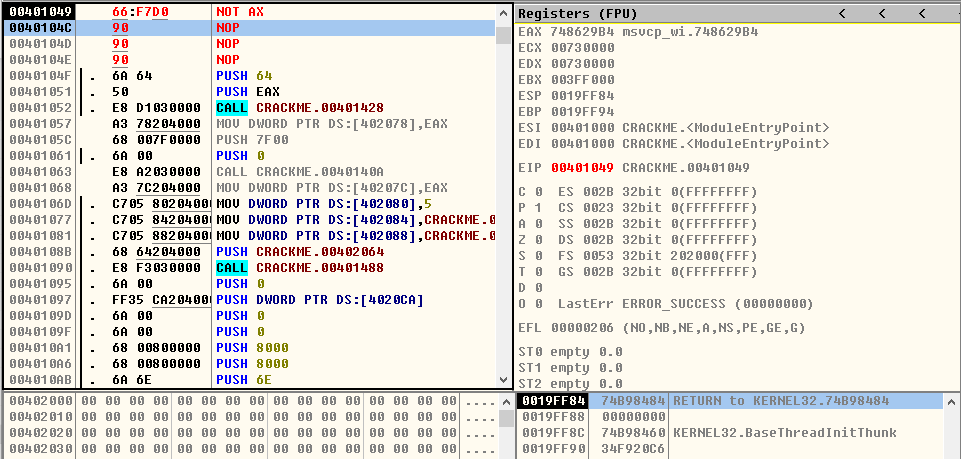 00401049 66:F7D0 NOT AX
0040104C 90 NOP
0040104D 90 NOP
0040104E 90 NOP
0040104F . 6A 64 PUSH 64
00401051 . 50 PUSH EAX
00401052 . E8 D1030000 CALL CRACKME.00401428
00401057 A3 78204000 MOV DWORD PTR DS:[402078],EAX
0040105C 68 007F0000 PUSH 7F00
00401061 . 6A 00 PUSH 0
00401063 E8 A2030000 CALL CRACKME.0040140A
00401068 A3 7C204000 MOV DWORD PTR DS:[40207C],EAX
0040106D . C705 80204000 MOV DWORD PTR DS:[402080],5
00401077 . C705 84204000 MOV DWORD PTR DS:[402084],CRACKME.0
00401081 . C705 88204000 MOV DWORD PTR DS:[402088],CRACKME.0
0040108B . 68 64204000 PUSH CRACKME.00402064
00401090 . E8 F3030000 CALL CRACKME.00401488
00401095 . 6A 00 PUSH 0
00401097 . FF35 CA204000 PUSH DWORD PTR DS:[4020CA]
0040109D . 6A 00 PUSH 0
0040109F . 6A 00 PUSH 0
004010A1 . 68 00800000 PUSH 8000
004010A6 . 68 00800000 PUSH 8000
004010AB . 6A 6E PUSH 6E
Registers (FPU) < < <
EAX 748629B4 msvcp_wi.748629B4
ECX 00730000
EDX 00730000
EBX 003FF000
ESP 0019FF84
EBP 0019FF94
ESI 00401000 CRACKME.<ModuleEntryPoint>
EDI 00401000 CRACKME.<ModuleEntryPoint>
EIP 00401049 CRACKME.00401049
C 0 ES 002B 32bit 0(FFFFFFFF)
P 1 CS 0023 32bit 0(FFFFFFFF)
A 0 SS 002B 32bit 0(FFFFFFFF)
Z 0 DS 002B 32bit 0(FFFFFFFF)
S 0 FS 0053 32bit 202000(FFF)
T 0 GS 002B 32bit 0(FFFFFFFF)
D 0
O 0 LastErr ERROR_SUCCESS (00000000)
EFL 00000206 (NO,NB,NE,A,NS,PE,GE,G)
ST0 empty 0.0
ST1 empty 0.0
ST2 empty 0.0
00402000 00 00 00 00 00 00 00 00 00 00 00 00 00 00 00 00 ....
00402010 00 00 00 00 00 00 00 00 00 00 00 00 00 00 00 00 ....
00402020 00 00 00 00 00 00 00 00 00 00 00 00 00 00 00 00 ....
00402030 00 00 00 00 00 00 00 00 00 00 00 00 00 00 00 00 ....
0019FF84 74B98484 RETURN to KERNEL32.74B98484
0019FF88 00000000
0019FF8C 74B98460 KERNEL32.BaseThreadInitThunk
0019FF90 34F920C6